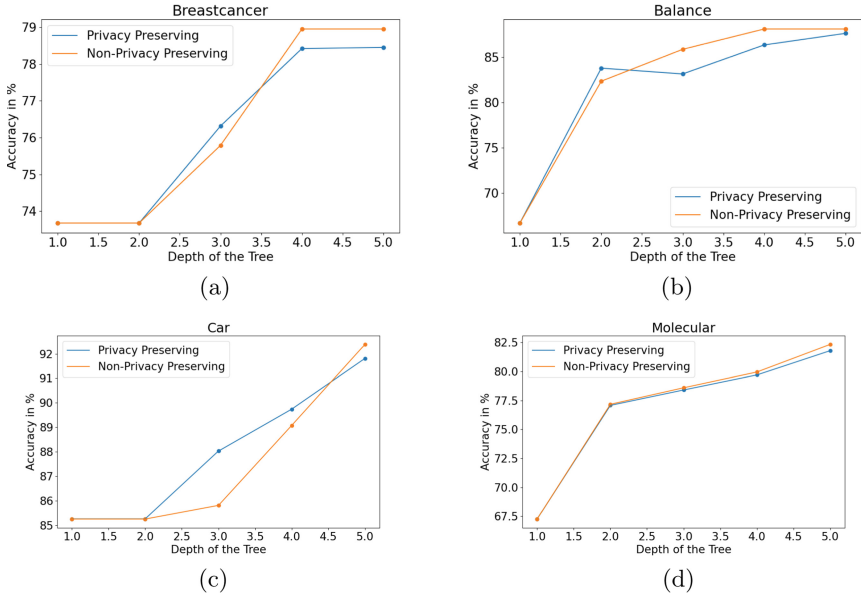 Breastcancer
Privacy Preserving
Non-Privacy Preserving
Accuracy in %
79
78
77
76
75
74
1.0 1.5 2.0 2.5 3.0 3.5 4.0 4.5 5.0
Depth of the Tree
(a)
Balance
Accuracy in %
85
80
75
70
Privacy Preserving
Non-Privacy Preserving
1.0 1.5 2.0 2.5 3.0 3.5 4.0 4.5 5.0
Depth of the Tree
(b)
Car
Privacy Preserving
Non-Privacy Preserving
Accuracy in %
92
91
90
89
88
86
85
1.0 1.5 2.0 2.5 3.0 3.5 4.0 4.5 5.0
Depth of the Tree
(c)
Molecular
Privacy Preserving
Non-Privacy Preserving
Accuracy in %
82.5
80.0
77.5
75.0
72.5
70.0
67.5
1.0 1.5 2.0 2.5 3.0 3.5 4.0 4.5 5.0
Depth of the Tree
(d)